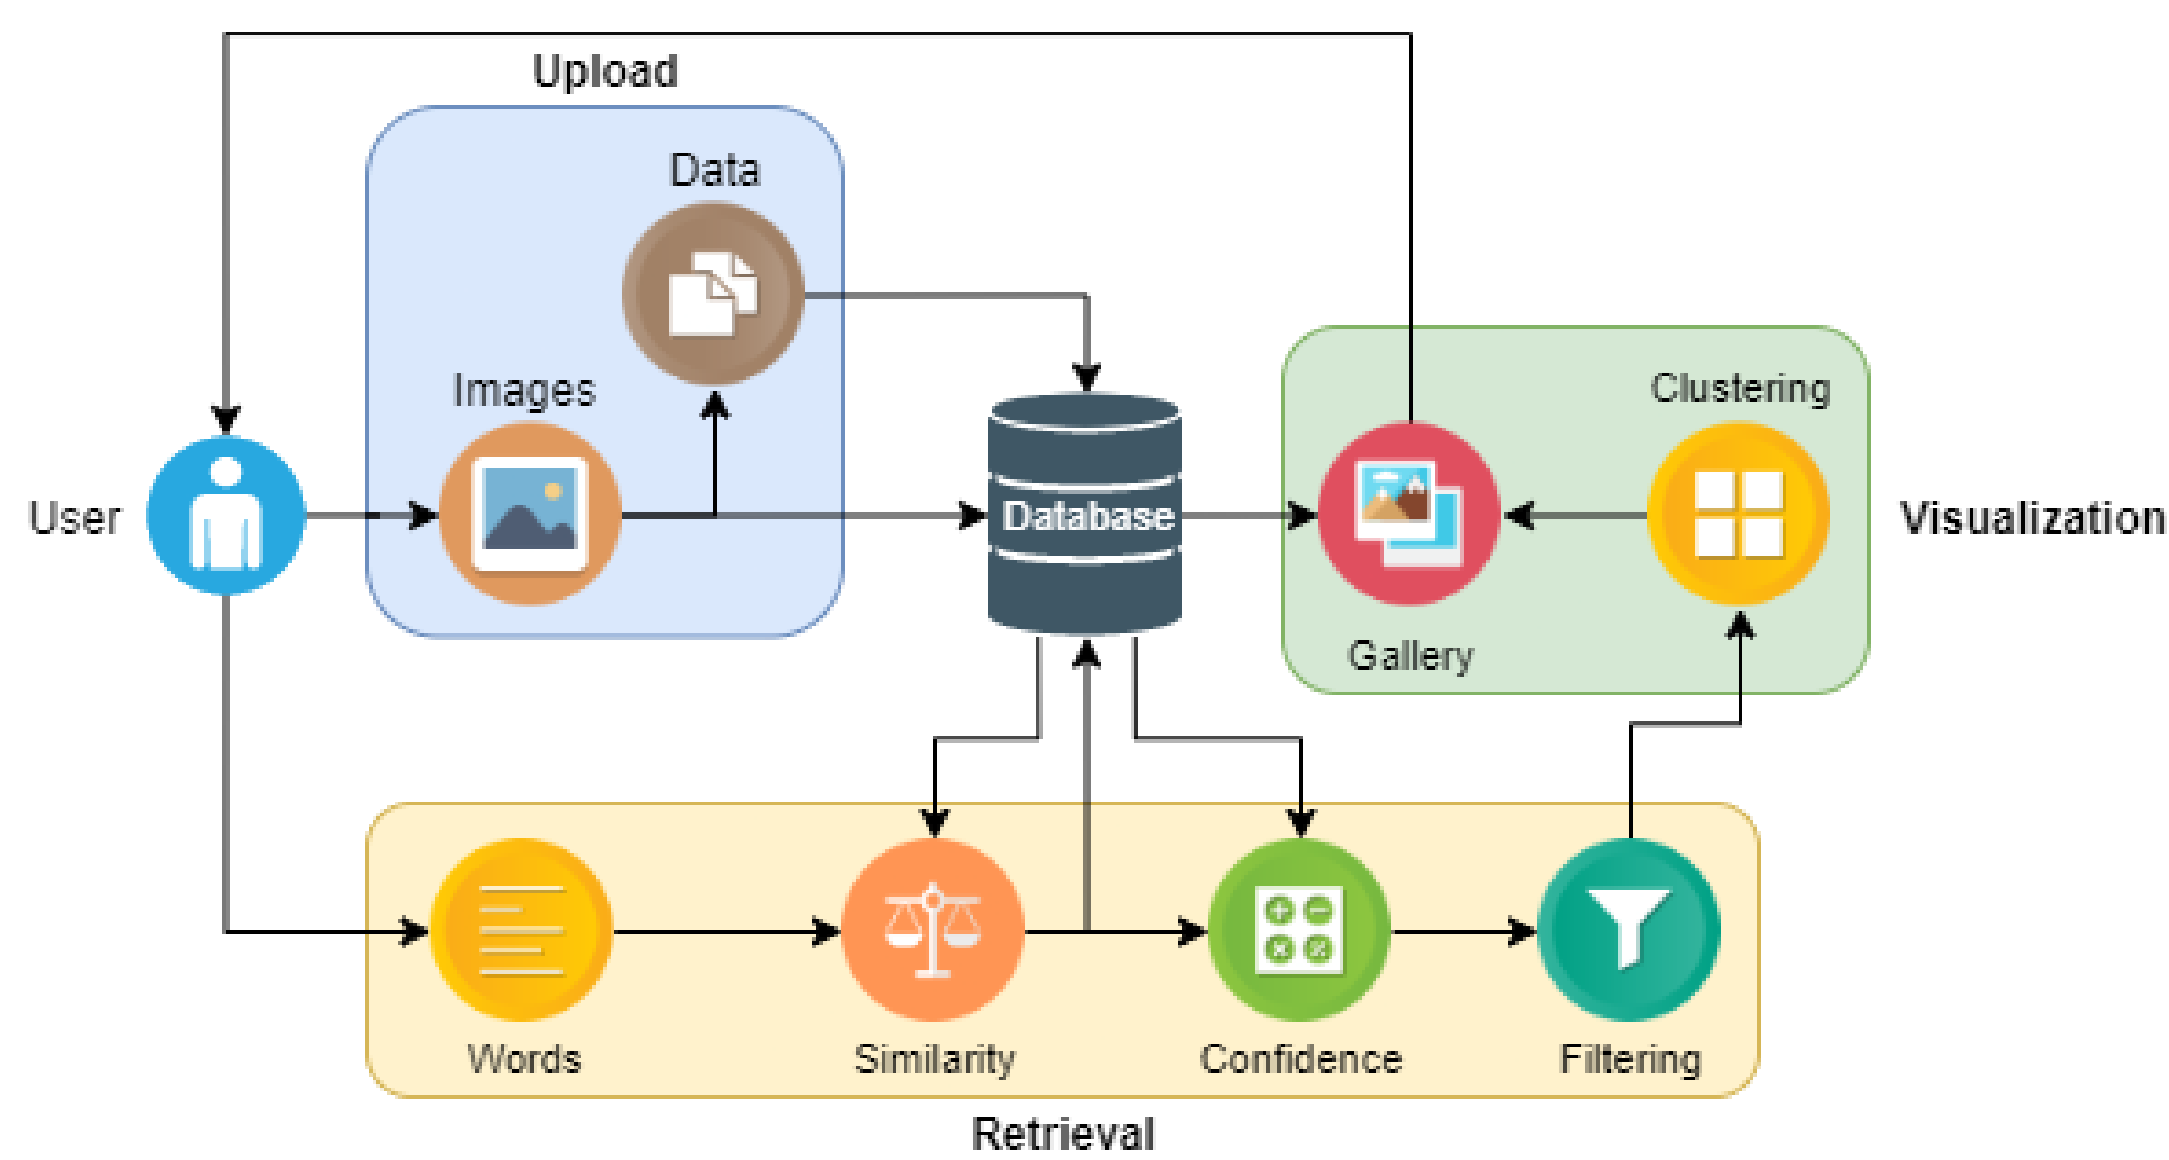 Upload
Data
Images
Clustering
User
Database
Visualization
Gallery
Words
Similarity
Confidence
Filtering
Retrieval